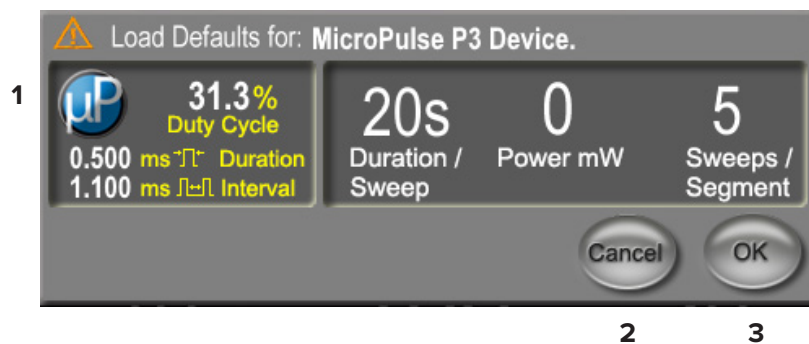 Load Defaults for: MicroPulse P3 Device.
1
µP
31.3%
Duty Cycle
0.500 ms Duration
1.100 ms Interval
20s
Duration /
Sweep
0
Power mW
5
Sweeps /
Segment
Cancel
OK
2
3